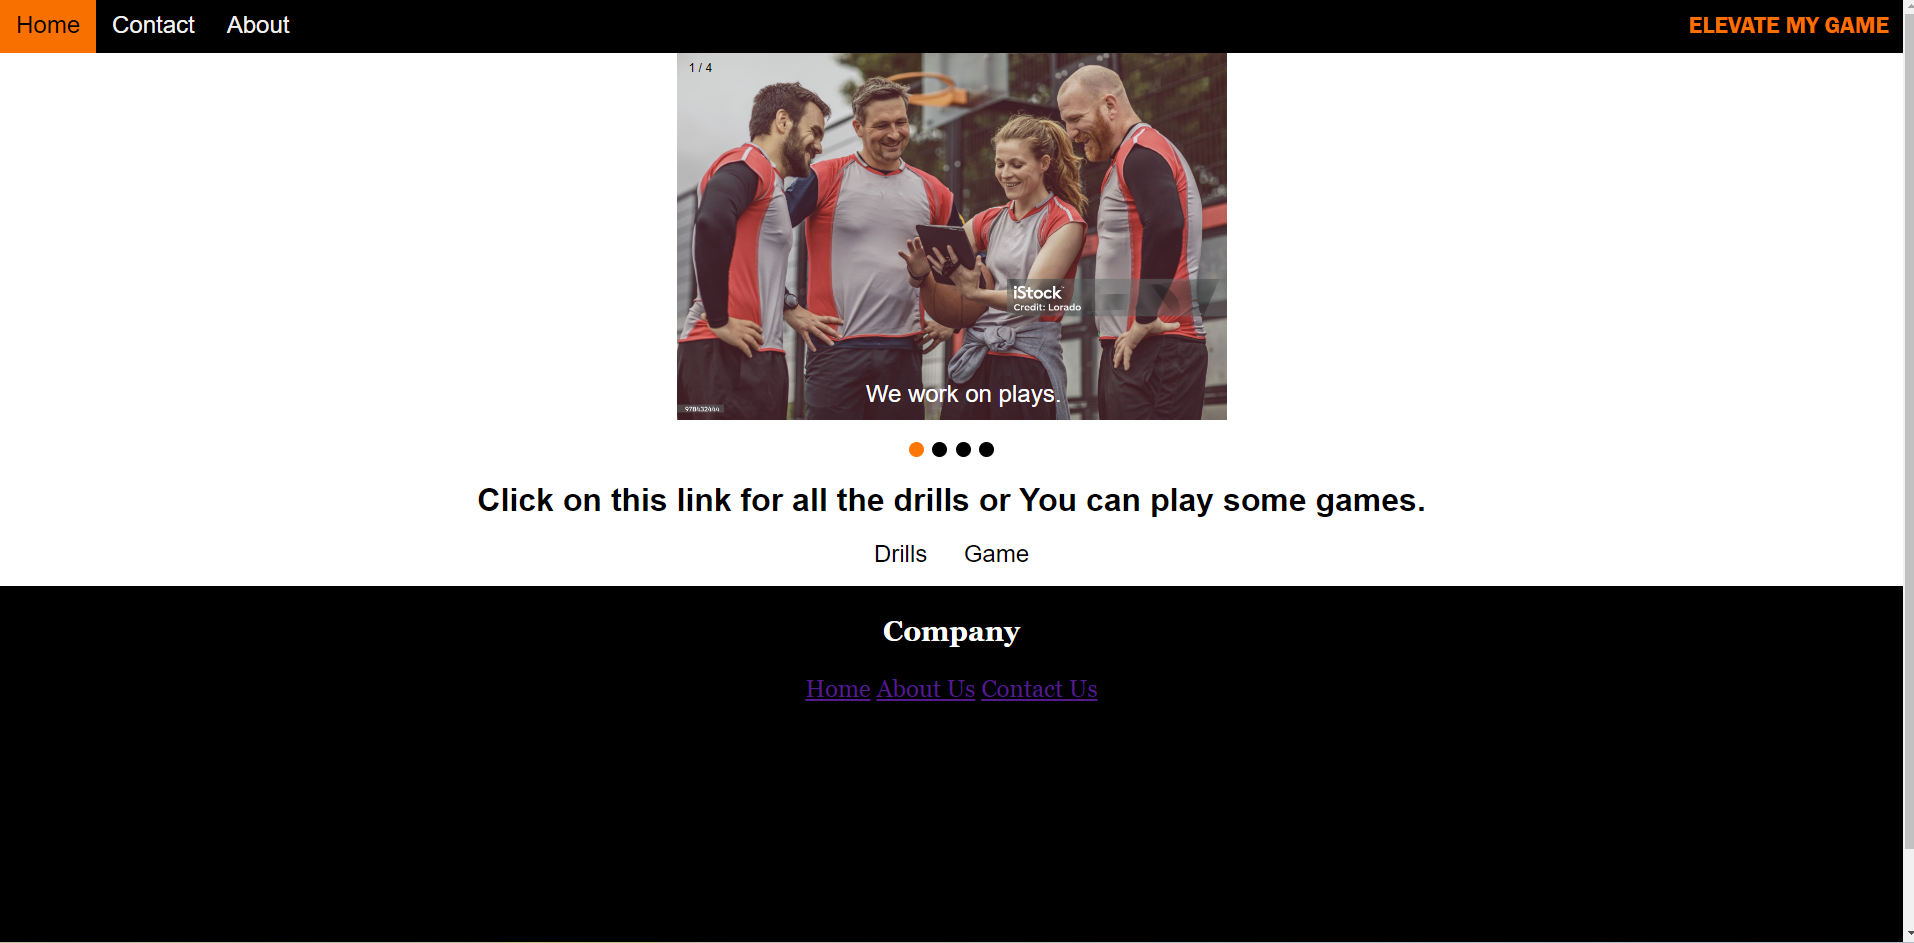 Home Contact About ELEVATE MY GAME
1 / 4
iStock
Credit: Lorado
We work on plays.
978432444
Click on this link for all the drills or You can play some games.
Drills Game
Company
Home About Us Contact Us